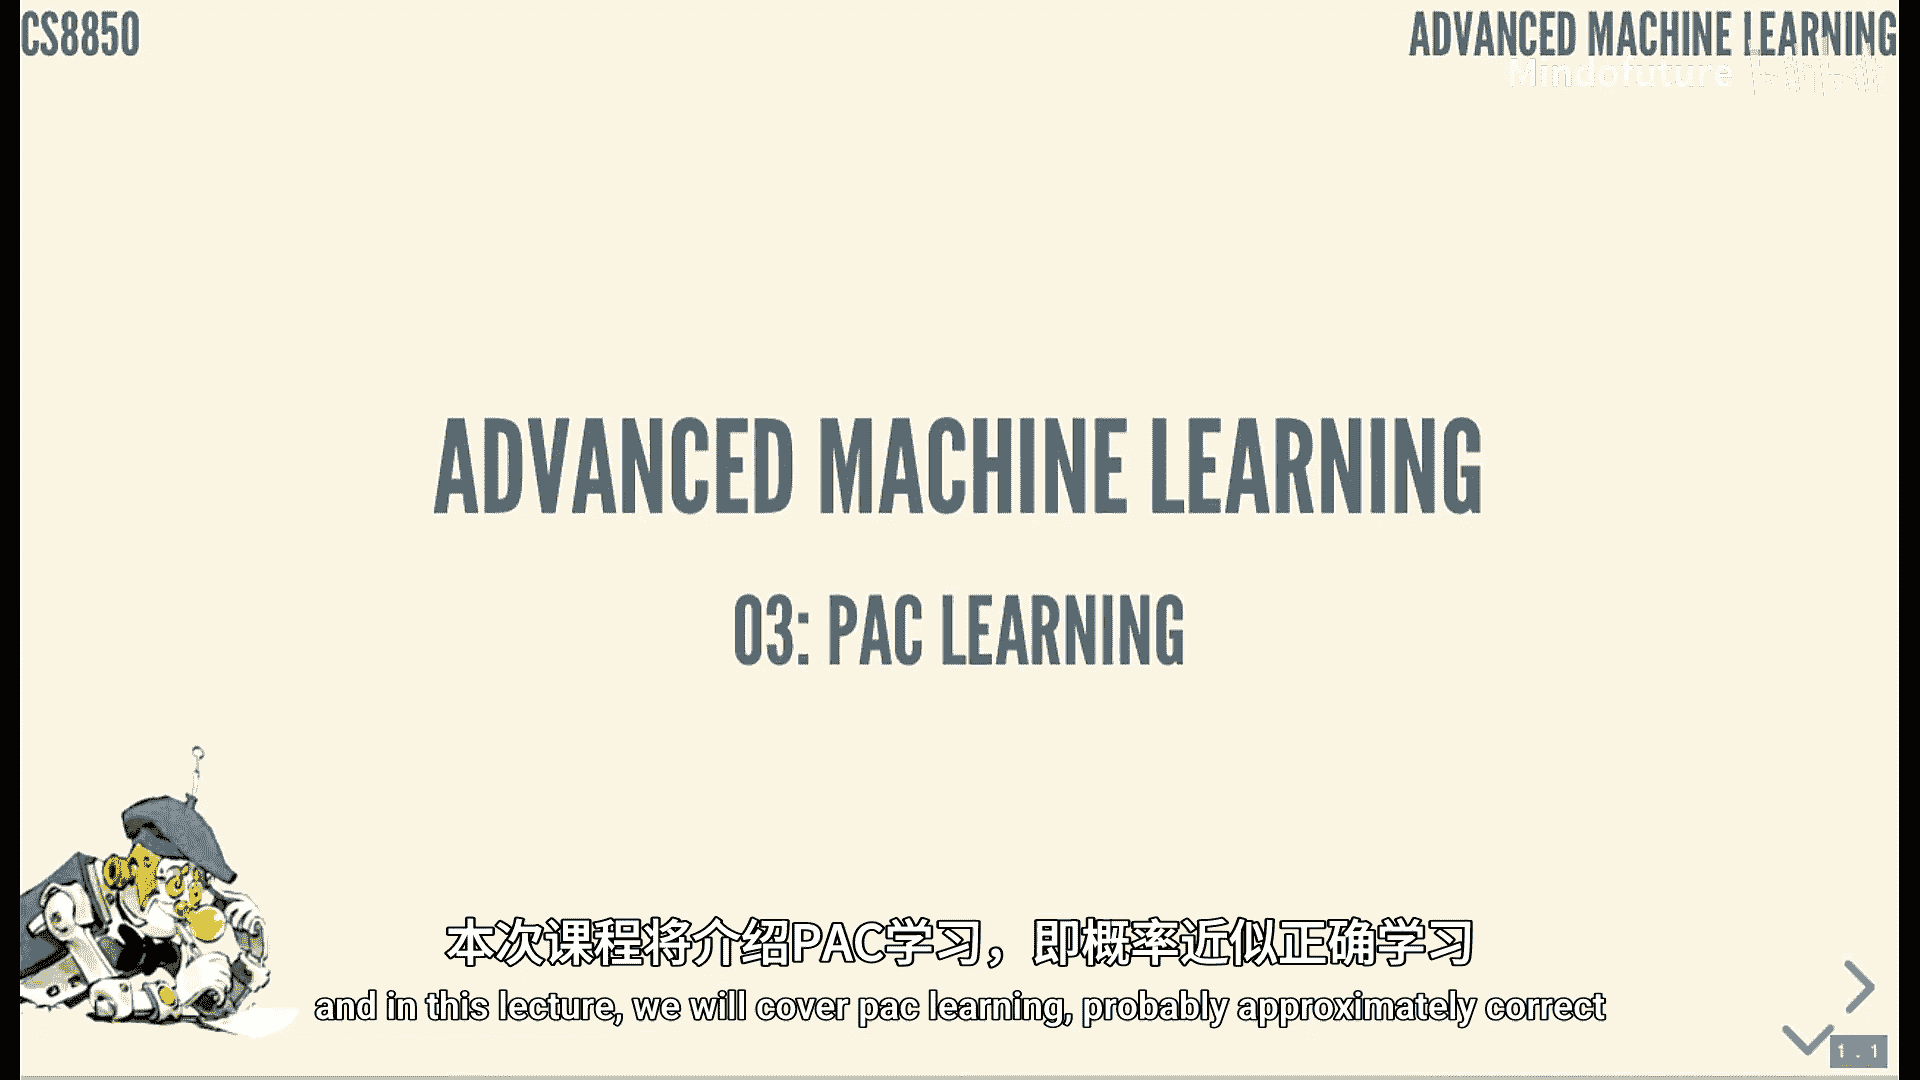 CS8850
ADVANCED MACHINE LEARNING
Mindofuture
ADVANCED MACHINE LEARNING
03: PAC LEARNING
本次课程将介绍PAC学习，即概率近似正确学习
and in this lecture, we will cover pac learning, probably approximately correct
1.1